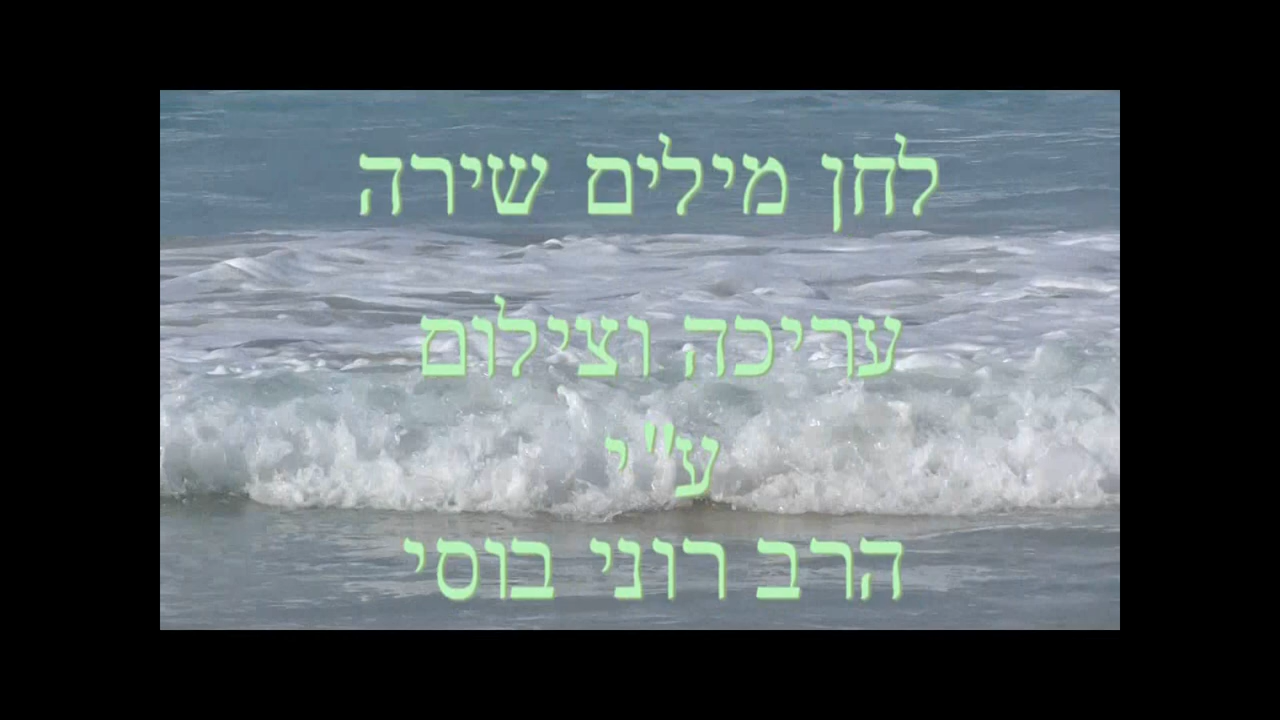 לחן מילים שירה
עריכה וצילום
ע"י
הרב רוני בוסי